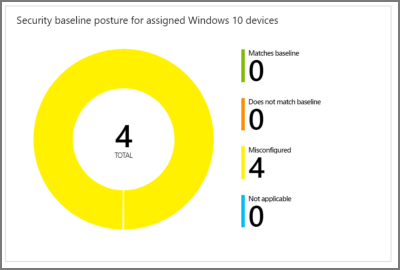 Security baseline posture for assigned Windows 10 devices
4
TOTAL
Matches baseline
0
Does not match baseline
0
Misconfigured
4
Not applicable
0